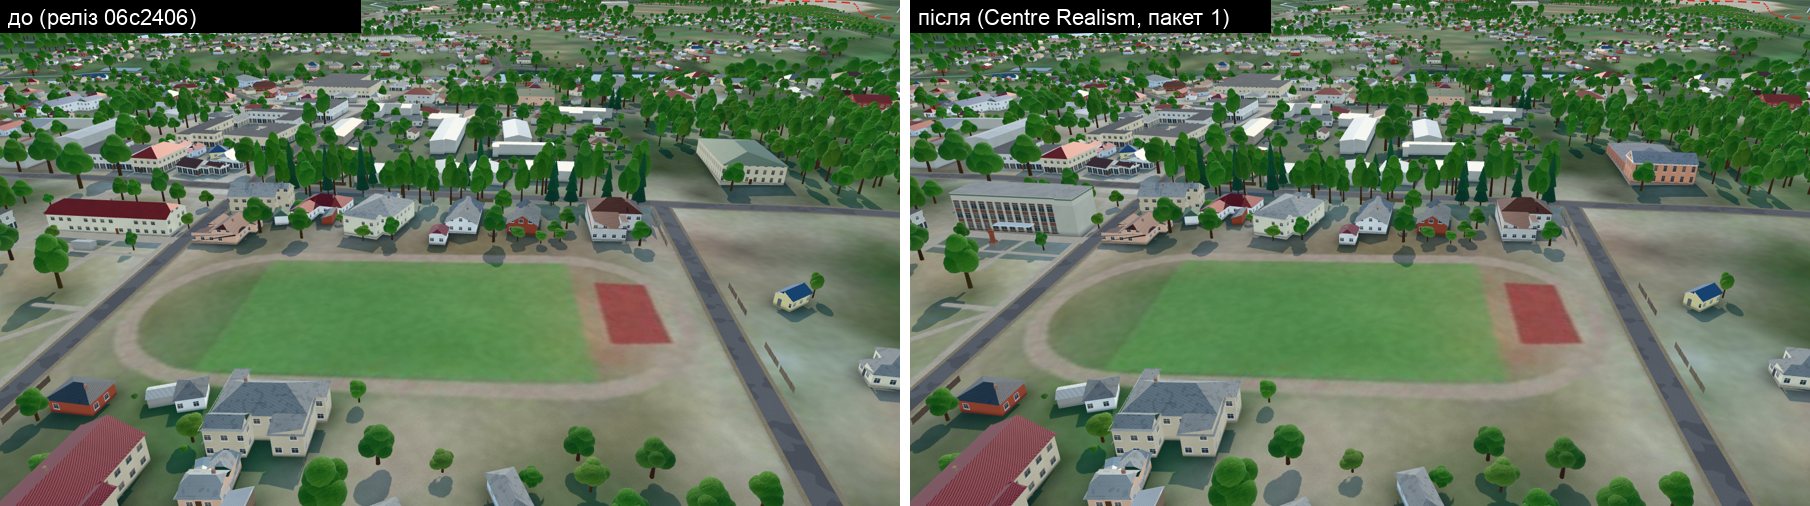 до (реліз 06c2406)
після (Centre Realism, пакет 1)